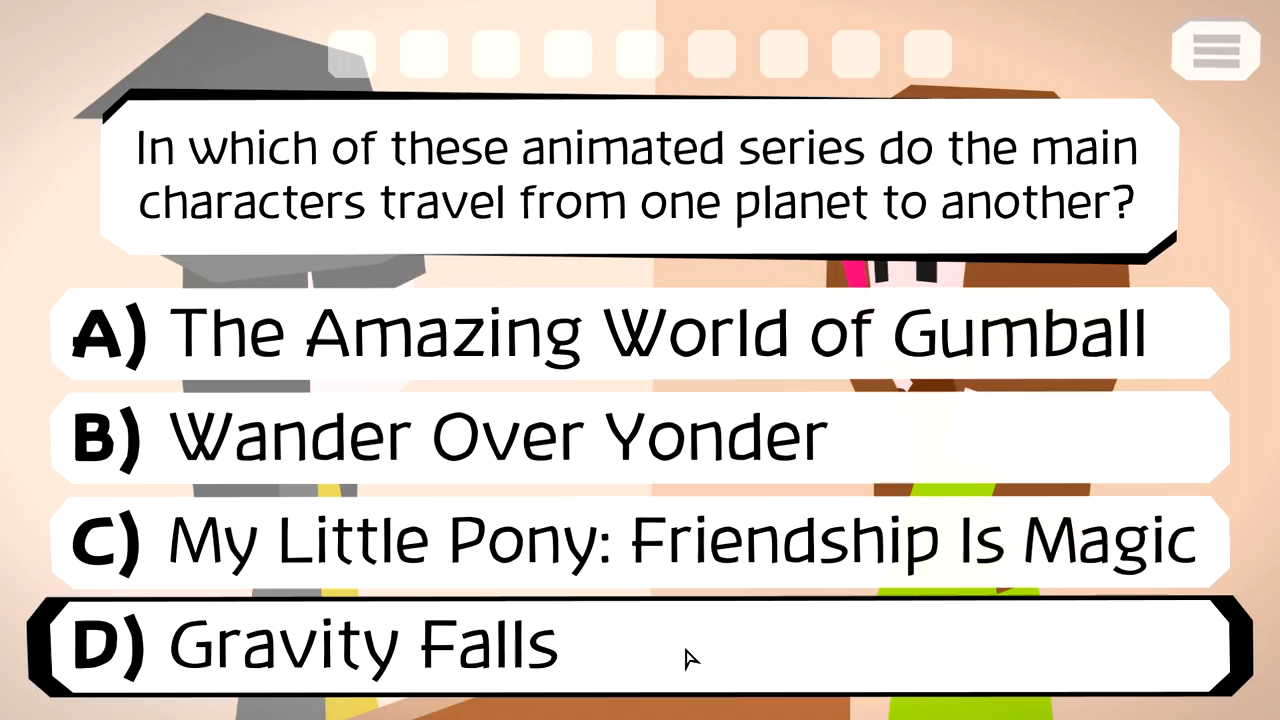 In which of these animated series do the main
characters travel from one planet to another?
A) The Amazing World of Gumball
B) Wander Over Yonder
C) My Little Pony: Friendship Is Magic
D) Gravity Falls